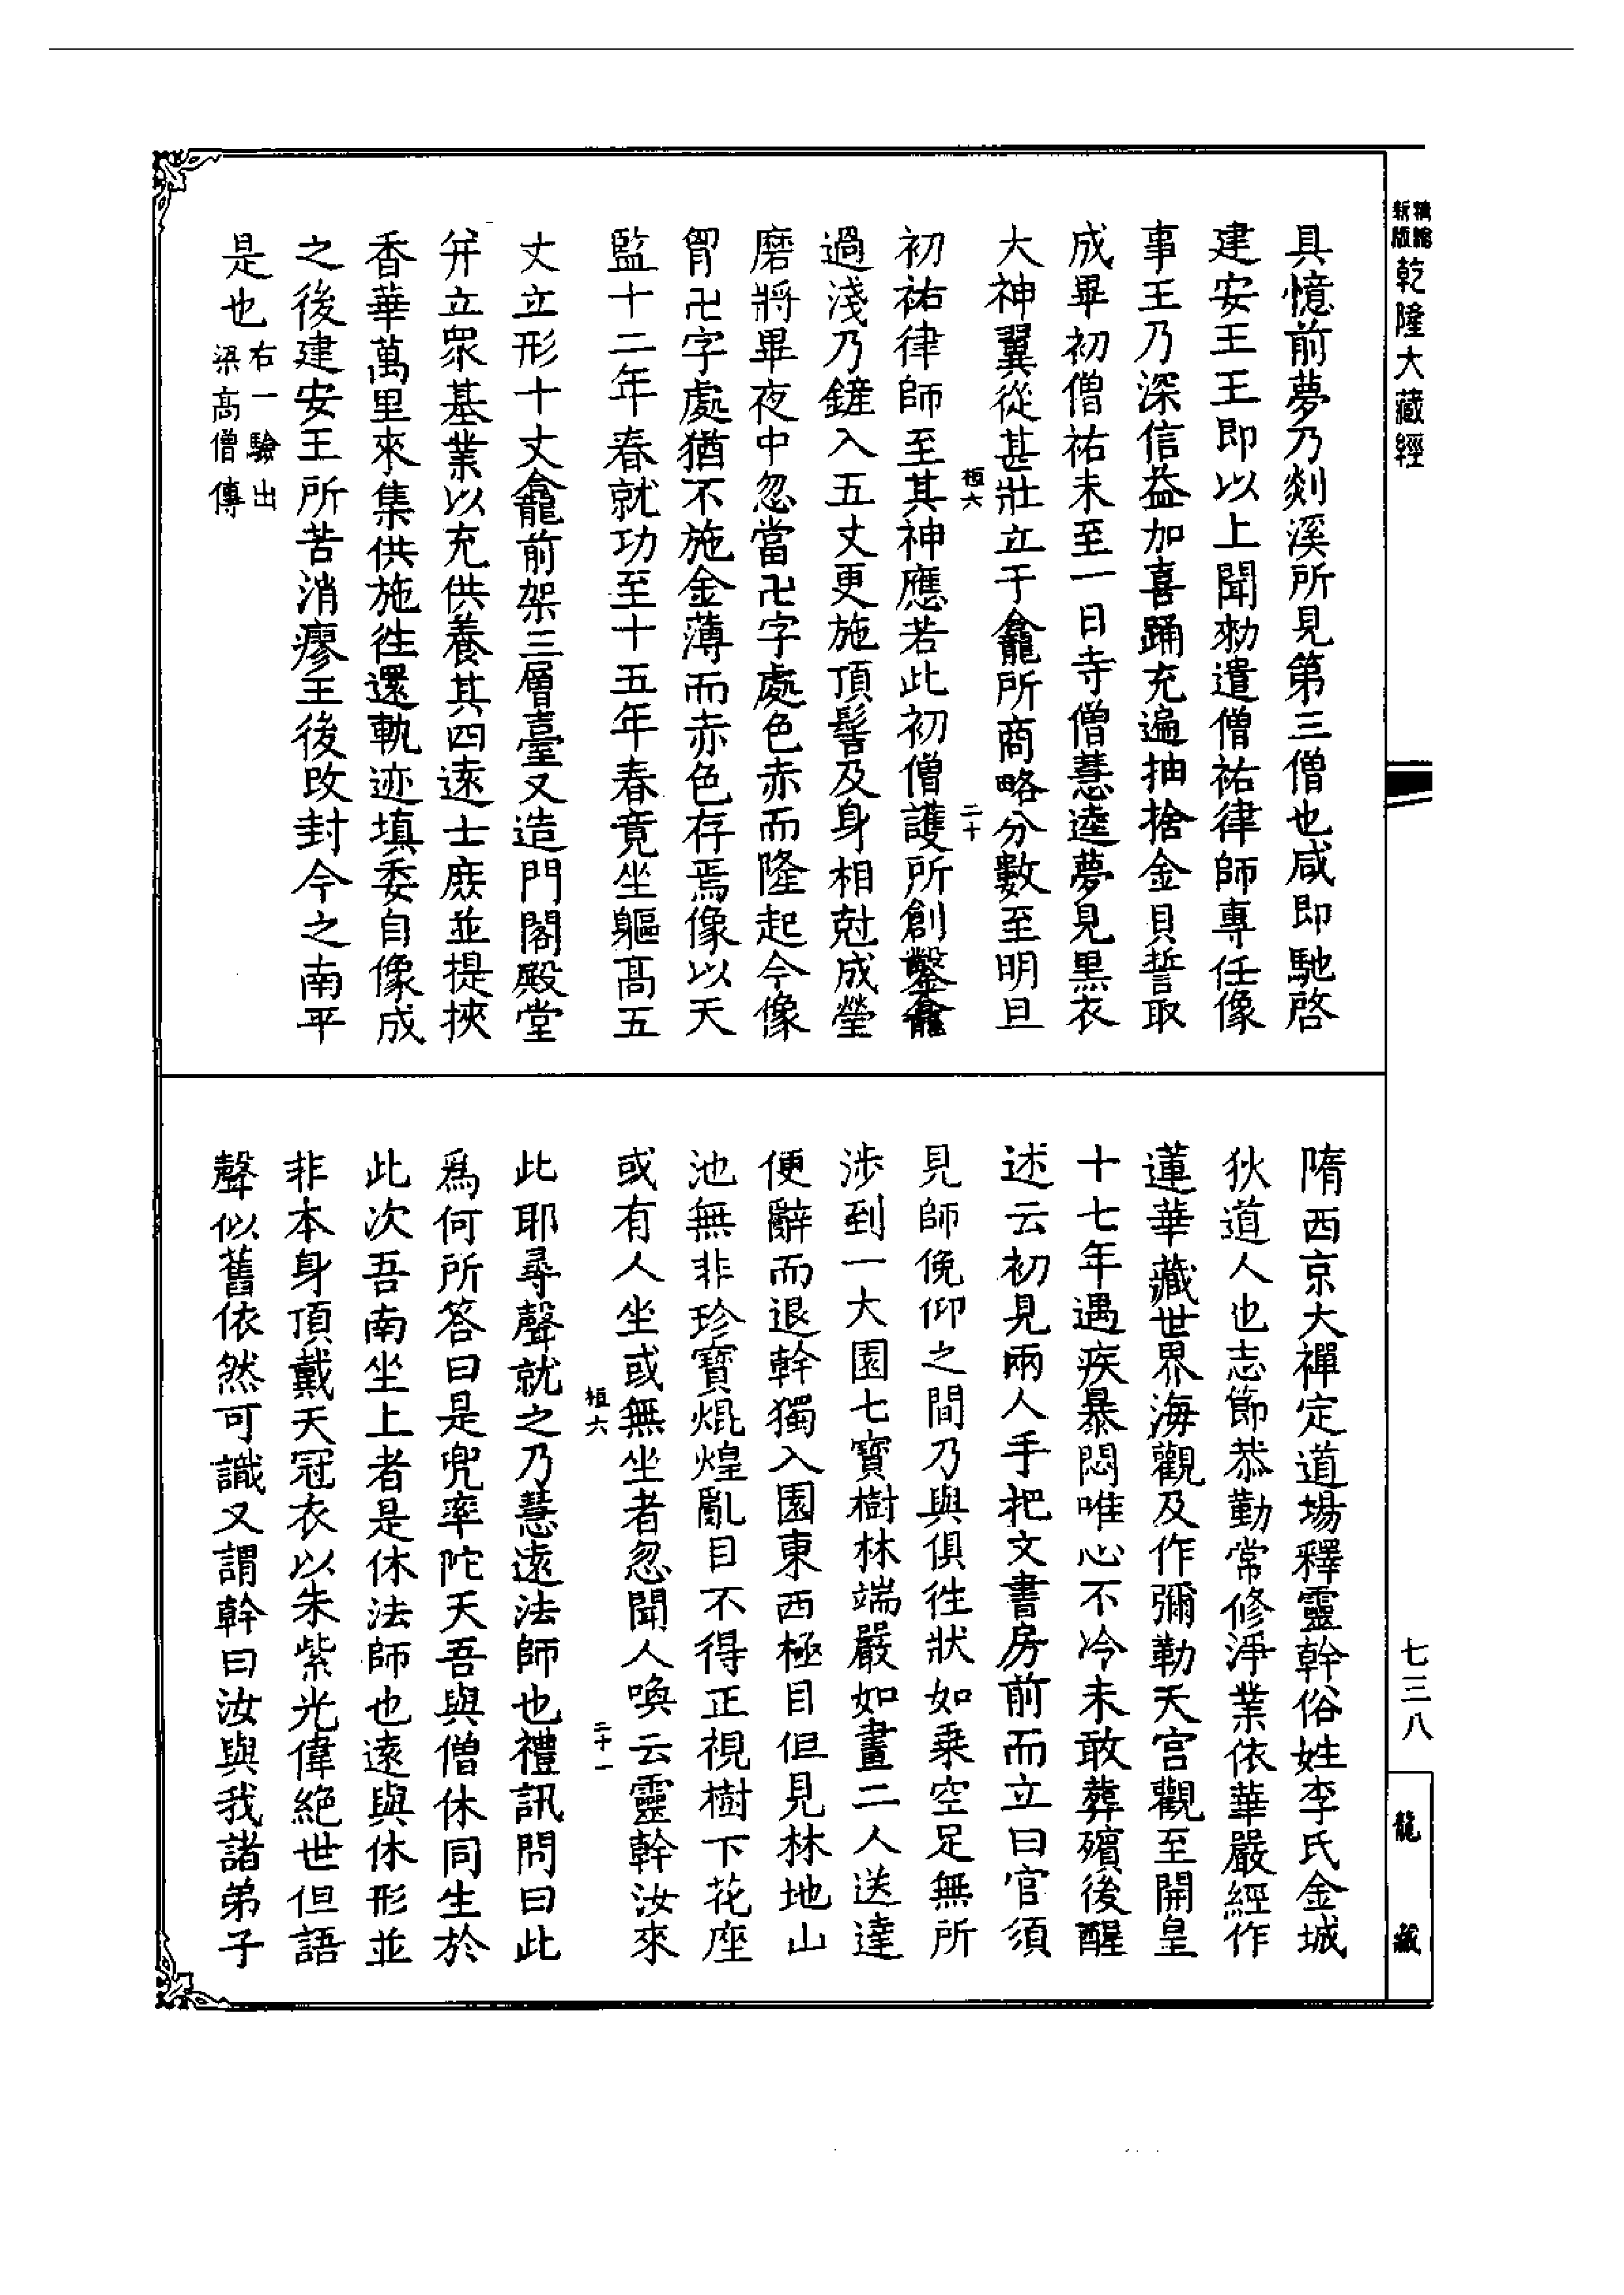 新版精縮乾隆大藏經
七三八
龍藏
具憶前夢乃剡溪所見第三僧也咸即馳啓
建安王王即以上聞勑遣僧祐律師專任像
事王乃深信益加喜踊充遍抽捨金貝誓取
成畢初僧祐未至一日寺僧慧逵夢見黑衣
大神翼從甚壯立于龕所商略分數至明旦
桓六
二十
初祐律師至其神應若此初僧護所創鑿龕
過淺乃鏟入五丈更施頂髻及身相尅成瑩
磨將畢夜中忽當卍字處色赤而隆起今像
胷卍字處猶不施金薄而赤色存焉像以天
監十二年春就功至十五年春竟坐軀高五
丈立形十丈龕前架三層臺又造門閣殿堂
并立眾基業以充供養其四遠士庶並提挾
香華萬里來集供施徃還軌迹填委自像成
之後建安王所苦消瘳王後改封今之南平
是也右一驗出梁高僧傳
隋西京大禪定道場釋靈幹俗姓李氏金城
狄道人也志節恭勤常修淨業依華嚴經作
蓮華藏世界海觀及作彌勒天宮觀至開皇
十七年遇疾暴悶唯心不冷未敢葬殯後醒
述云初見兩人手把文書房前而立曰官須
見師俛仰之間乃與俱徃狀如乘空足無所
涉到一大園七寶樹林端嚴如畫二人送達
便辭而退幹獨入園東西極目但見林地山
池無非珍寶焜煌亂目不得正視樹下花座
或有人坐或無坐者忽聞人喚云靈幹汝來
桓六
二十一
此耶尋聲就之乃慧遠法師也禮訊問曰此
爲何所答曰是兜率陀天吾與僧休同生於
此次吾南坐上者是休法師也遠與休形並
非本身頂戴天冠衣以朱紫光偉絕世但語
聲似舊依然可識又謂幹曰汝與我諸弟子